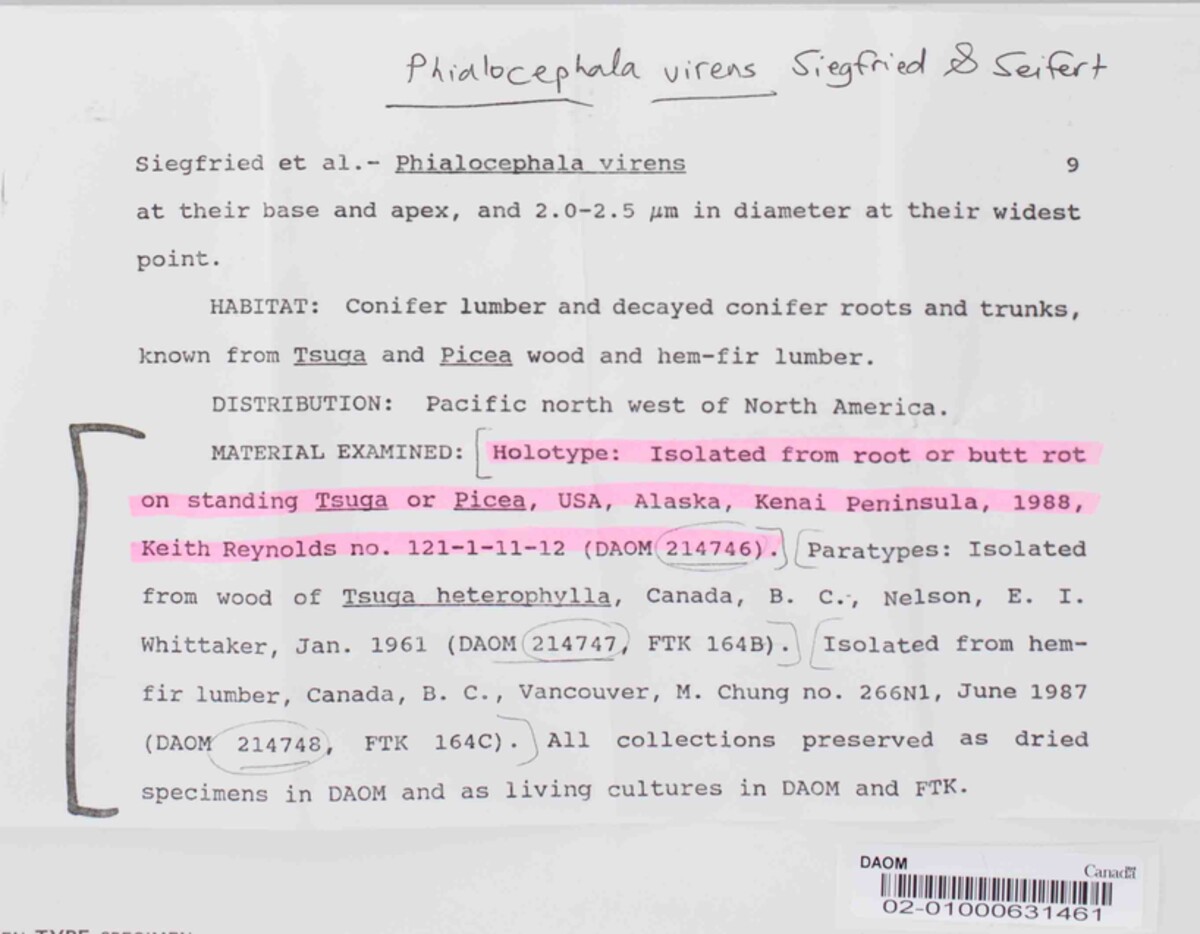 Phialocephala virens Siegfried & Seifert
Siegfried et al.- Phialocephala virens 9
at their base and apex, and 2.0-2.5 µm in diameter at their widest
point.
HABITAT: Conifer lumber and decayed conifer roots and trunks,
known from Tsuga and Picea wood and hem-fir lumber.
DISTRIBUTION: Pacific north west of North America.
MATERIAL EXAMINED: [Holotype: Isolated from root or butt rot
on standing Tsuga or Picea, USA, Alaska, Kenai Peninsula, 1988,
Keith Reynolds no. 121-1-11-12 (DAOM 214746).] [Paratypes: Isolated
from wood of Tsuga heterophylla, Canada, B. C., Nelson, E. I.
Whittaker, Jan. 1961 (DAOM 214747, FTK 164B).] [Isolated from hem-
fir lumber, Canada, B. C., Vancouver, M. Chung no. 266N1, June 1987
(DAOM 214748, FTK 164C).] All collections preserved as dried
specimens in DAOM and as living cultures in DAOM and FTK.
DAOM
Canada
02-01000631461
TYPE SPECIMEN